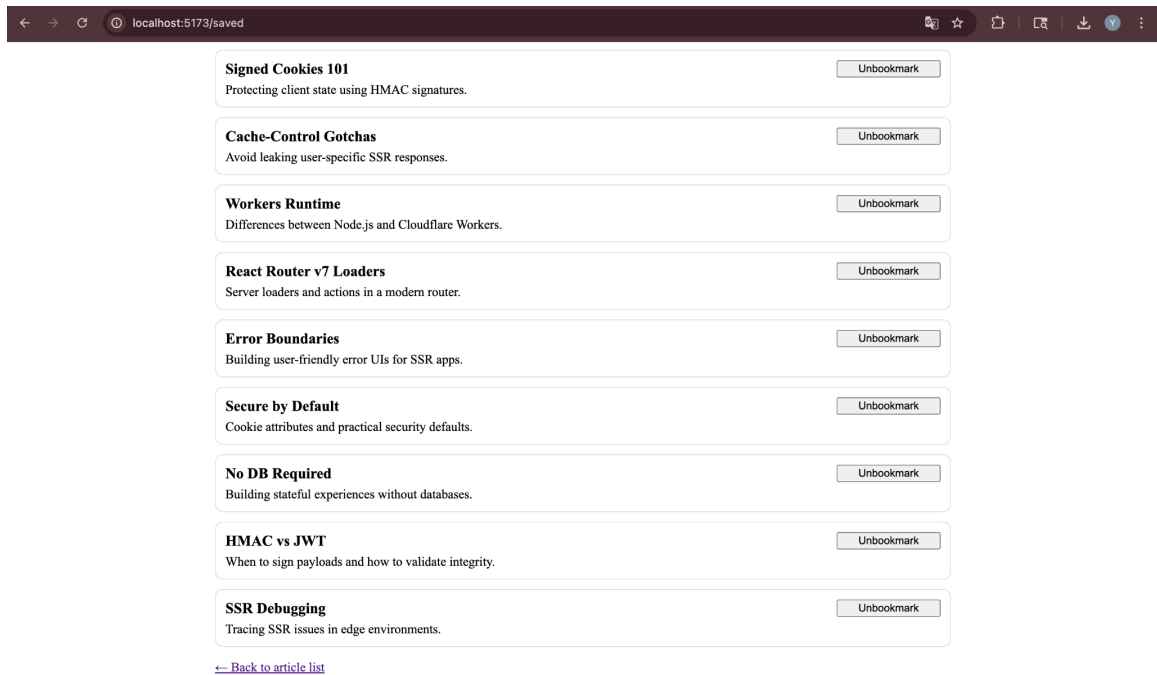 localhost:5173/saved
Y
Signed Cookies 101
Unbookmark
Protecting client state using HMAC signatures.
Cache-Control Gotchas
Unbookmark
Avoid leaking user-specific SSR responses.
Workers Runtime
Unbookmark
Differences between Node.js and Cloudflare Workers.
React Router v7 Loaders
Unbookmark
Server loaders and actions in a modern router.
Error Boundaries
Unbookmark
Building user-friendly error UIs for SSR apps.
Secure by Default
Unbookmark
Cookie attributes and practical security defaults.
No DB Required
Unbookmark
Building stateful experiences without databases.
HMAC vs JWT
Unbookmark
When to sign payloads and how to validate integrity.
SSR Debugging
Unbookmark
Tracing SSR issues in edge environments.
← Back to article list